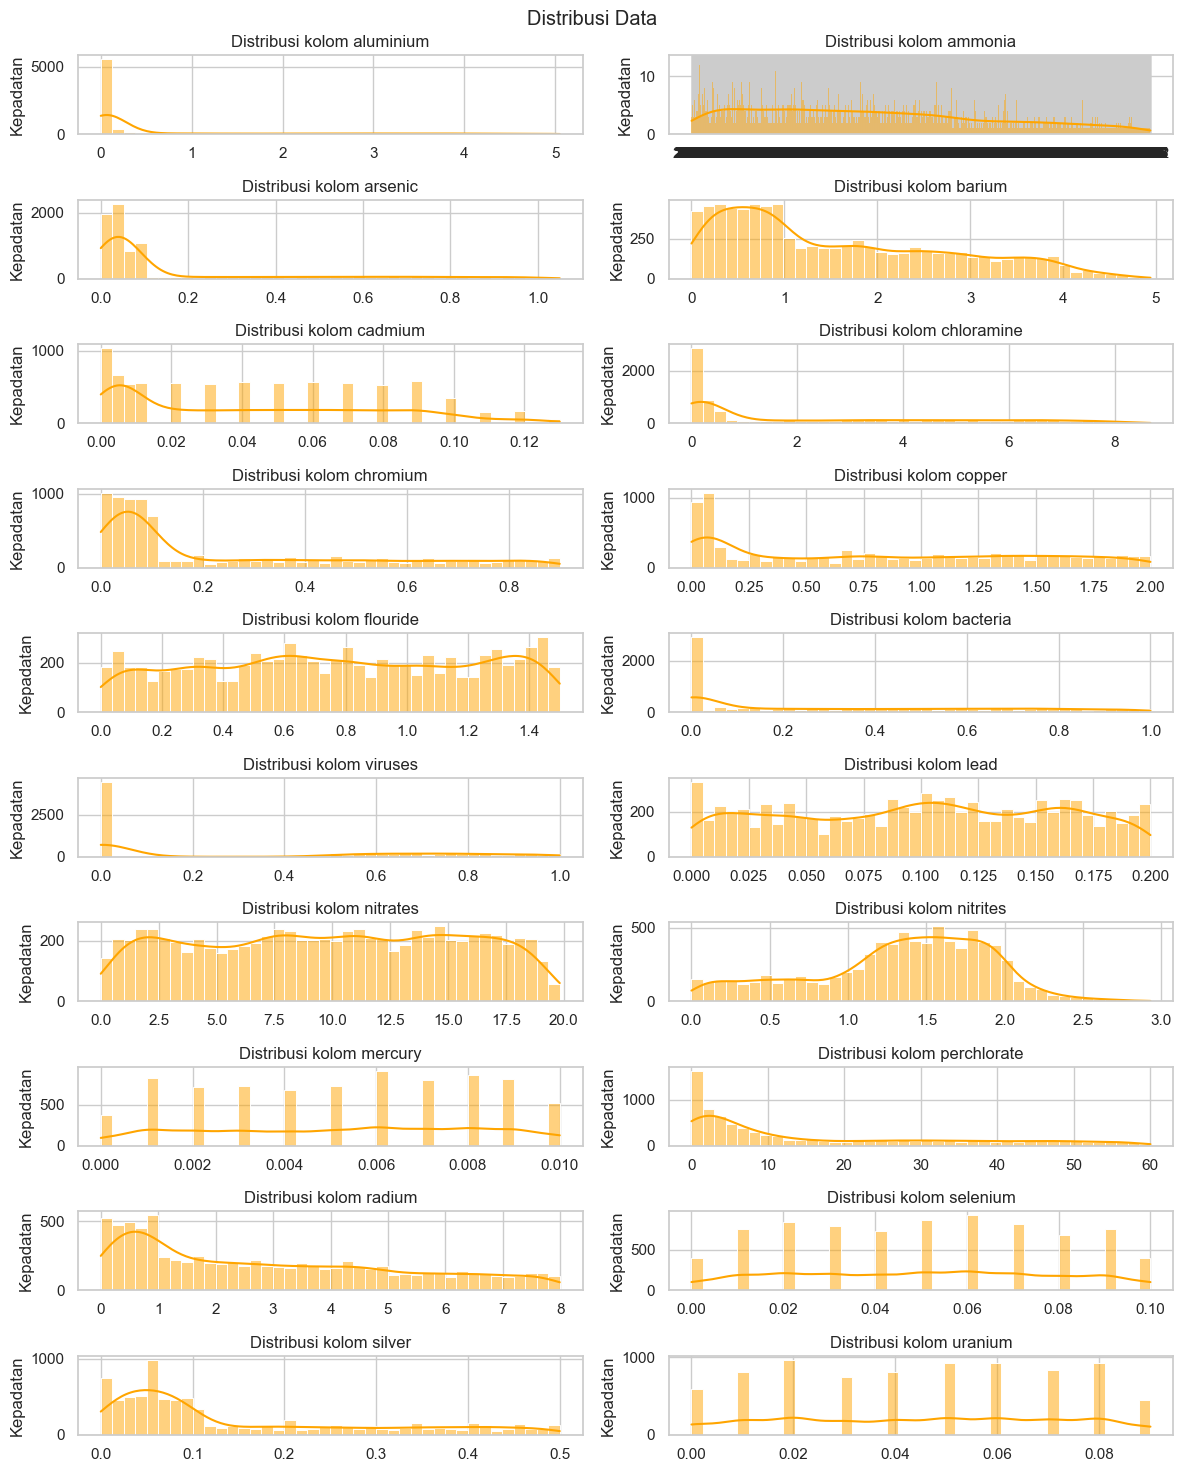 Distribusi Data
Distribusi kolom aluminium
Kepadatan
5000
0
0 1 2 3 4 5
Distribusi kolom ammonia
Kepadatan
10
0
Distribusi kolom arsenic
Kepadatan
2000
0
0.0 0.2 0.4 0.6 0.8 1.0
Distribusi kolom barium
Kepadatan
250
0
0 1 2 3 4 5
Distribusi kolom cadmium
Kepadatan
1000
0
0.00 0.02 0.04 0.06 0.08 0.10 0.12
Distribusi kolom chloramine
Kepadatan
2000
0
0 2 4 6 8
Distribusi kolom chromium
Kepadatan
1000
0
0.0 0.2 0.4 0.6 0.8
Distribusi kolom copper
Kepadatan
1000
0
0.00 0.25 0.50 0.75 1.00 1.25 1.50 1.75 2.00
Distribusi kolom flouride
Kepadatan
200
0
0.0 0.2 0.4 0.6 0.8 1.0 1.2 1.4
Distribusi kolom bacteria
Kepadatan
2000
0
0.0 0.2 0.4 0.6 0.8 1.0
Distribusi kolom viruses
Kepadatan
2500
0
0.0 0.2 0.4 0.6 0.8 1.0
Distribusi kolom lead
Kepadatan
200
0
0.000 0.025 0.050 0.075 0.100 0.125 0.150 0.175 0.200
Distribusi kolom nitrates
Kepadatan
200
0
0.0 2.5 5.0 7.5 10.0 12.5 15.0 17.5 20.0
Distribusi kolom nitrites
Kepadatan
500
0
0.0 0.5 1.0 1.5 2.0 2.5 3.0
Distribusi kolom mercury
Kepadatan
500
0
0.000 0.002 0.004 0.006 0.008 0.010
Distribusi kolom perchlorate
Kepadatan
1000
0
0 10 20 30 40 50 60
Distribusi kolom radium
Kepadatan
500
0
0 1 2 3 4 5 6 7 8
Distribusi kolom selenium
Kepadatan
500
0
0.00 0.02 0.04 0.06 0.08 0.10
Distribusi kolom silver
Kepadatan
1000
0
0.0 0.1 0.2 0.3 0.4 0.5
Distribusi kolom uranium
Kepadatan
1000
0
0.00 0.02 0.04 0.06 0.08